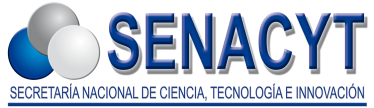 SENACYT
SECRETARÍA NACIONAL DE CIENCIA, TECNOLOGÍA E INNOVACIÓN